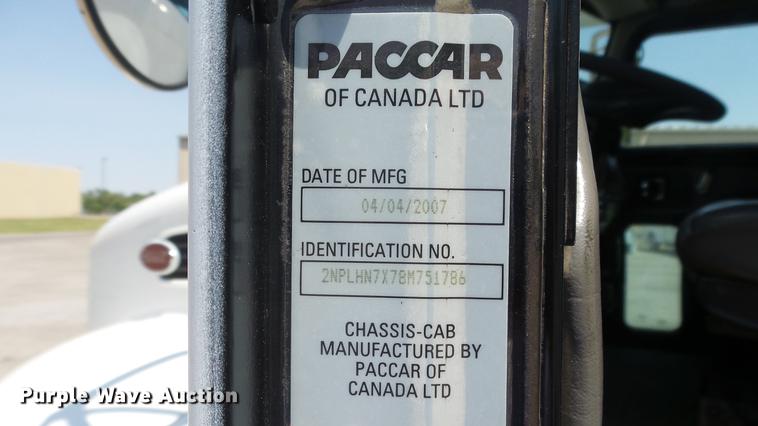 PACCAR
OF CANADA LTD
DATE OF MFG
04/04/2007
IDENTIFICATION NO.
2NPLHN7X78M751786
CHASSIS-CAB
MANUFACTURED BY
PACCAR OF
CANADA LTD
Purple Wave Auction